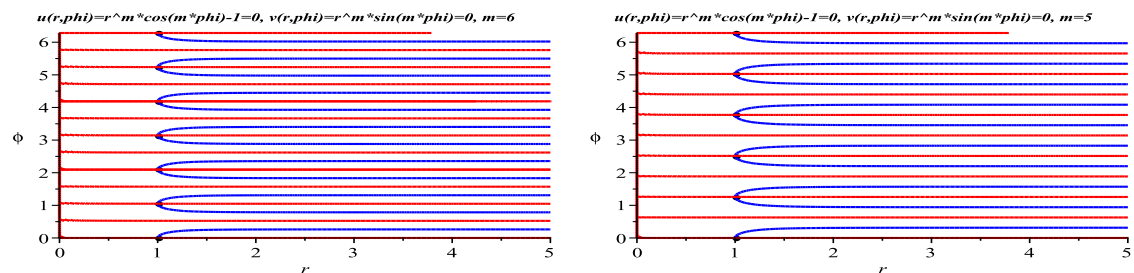 u(r,phi)=r^m*cos(m*phi)-1=0, v(r,phi)=r^m*sin(m*phi)=0, m=6
6
5
4
ϕ
3
2
1
0
0 1 2 3 4 5
r
u(r,phi)=r^m*cos(m*phi)-1=0, v(r,phi)=r^m*sin(m*phi)=0, m=5
6
5
4
ϕ
3
2
1
0
0 1 2 3 4 5
r